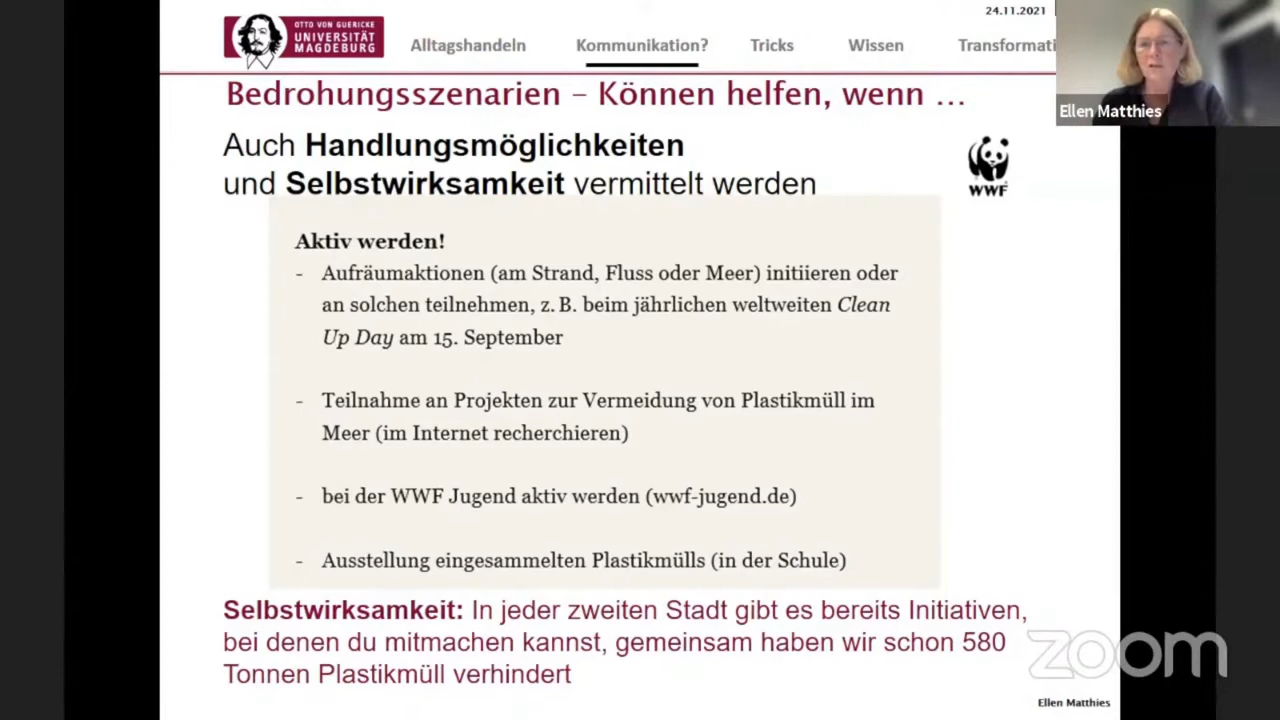 24.11.2021
OTTO VON GUERICKE
UNIVERSITÄT
MAGDEBURG
Alltagshandeln Kommunikation? Tricks Wissen Transformati
Bedrohungsszenarien – Können helfen, wenn …
Ellen Matthies
Auch Handlungsmöglichkeiten
und Selbstwirksamkeit vermittelt werden
WWF
Aktiv werden!
- Aufräumaktionen (am Strand, Fluss oder Meer) initiieren oder
an solchen teilnehmen, z. B. beim jährlichen weltweiten Clean
Up Day am 15. September
- Teilnahme an Projekten zur Vermeidung von Plastikmüll im
Meer (im Internet recherchieren)
- bei der WWF Jugend aktiv werden (wwf-jugend.de)
- Ausstellung eingesammelten Plastikmülls (in der Schule)
Selbstwirksamkeit: In jeder zweiten Stadt gibt es bereits Initiativen,
bei denen du mitmachen kannst, gemeinsam haben wir schon 580
Tonnen Plastikmüll verhindert
zoom
Ellen Matthies